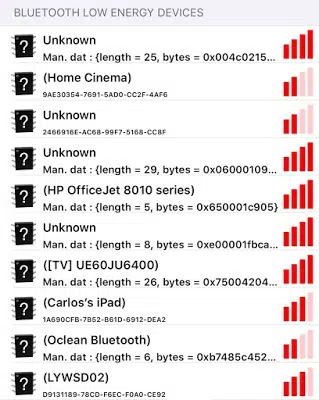 BLUETOOTH LOW ENERGY DEVICES
Unknown
Man. dat : {length = 25, bytes = 0x004c0215...
(Home Cinema)
9AE30354-7691-5AD0-CC2F-4AF6
Unknown
2466916E-AC68-99F7-5168-CC8F
Unknown
Man. dat : {length = 29, bytes = 0x06000109...
(HP OfficeJet 8010 series)
Man. dat : {length = 5, bytes = 0x650001c905}
Unknown
Man. dat : {length = 8, bytes = 0xe00001fbca...
([TV] UE60JU6400)
Man. dat : {length = 26, bytes = 0x75004204...
(Carlos’s iPad)
1A690CFB-7B52-B61D-6912-DEA2
(Oclean Bluetooth)
Man. dat : {length = 6, bytes = 0xb7485c452...
(LYWSD02)
D9131189-78CD-F6EC-F0A0-CE92